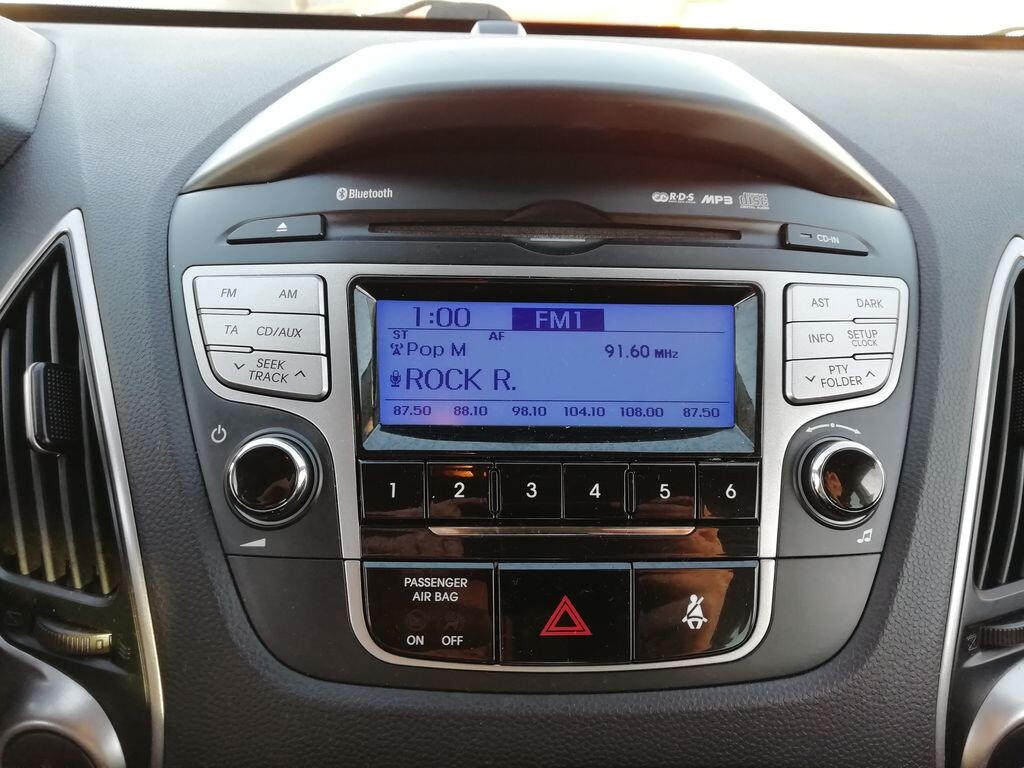 Bluetooth
R·D·S MP3 disc
CD-IN
FM AM
TA CD/AUX
SEEK
TRACK
1:00 FM1
ST AF
Pop M 91.60 MHz
ROCK R.
87.50 88.10 98.10 104.10 108.00 87.50
AST DARK
INFO SETUP
CLOCK
PTY
FOLDER
1 2 3 4 5 6
PASSENGER
AIR BAG
ON OFF